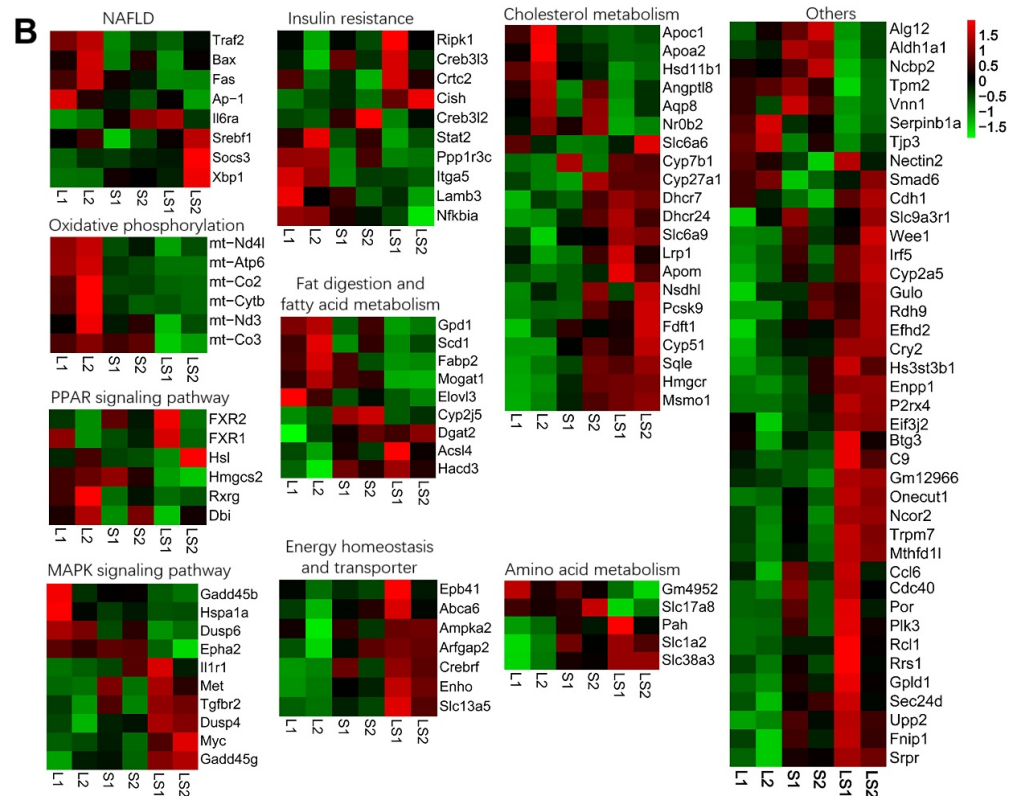 B
NAFLD
Traf2
Bax
Fas
Ap-1
Il6ra
Srebf1
Socs3
Xbp1
L1 L2 S1 S2 LS1 LS2
Oxidative phosphorylation
mt-Nd4l
mt-Atp6
mt-Co2
mt-Cytb
mt-Nd3
mt-Co3
L1 L2 S1 S2 LS1 LS2
PPAR signaling pathway
FXR2
FXR1
Hsl
Hmgcs2
Rxrg
Dbi
L1 L2 S1 S2 LS1 LS2
MAPK signaling pathway
Gadd45b
Hspa1a
Dusp6
Epha2
Il1r1
Met
Tgfbr2
Dusp4
Myc
Gadd45g
L1 L2 S1 S2 LS1 LS2
Insulin resistance
Ripk1
Creb3l3
Crtc2
Cish
Creb3l2
Stat2
Ppp1r3c
Itga5
Lamb3
Nfkbia
L1 L2 S1 S2 LS1 LS2
Fat digestion and
fatty acid metabolism
Gpd1
Scd1
Fabp2
Mogat1
Elovl3
Cyp2j5
Dgat2
Acsl4
Hacd3
L1 L2 S1 S2 LS1 LS2
Energy homeostasis
and transporter
Epb41
Abca6
Ampka2
Arfgap2
Crebrf
Enho
Slc13a5
L1 L2 S1 S2 LS1 LS2
Cholesterol metabolism
Apoc1
Apoa2
Hsd11b1
Angptl8
Aqp8
Nr0b2
Slc6a6
Cyp7b1
Cyp27a1
Dhcr7
Dhcr24
Slc6a9
Lrp1
Apom
Nsdhl
Pcsk9
Fdft1
Cyp51
Sqle
Hmgcr
Msmo1
L1 L2 S1 S2 LS1 LS2
Amino acid metabolism
Gm4952
Slc17a8
Pah
Slc1a2
Slc38a3
L1 L2 S1 S2 LS1 LS2
Others
Alg12
Aldh1a1
Ncbp2
Tpm2
Vnn1
Serpinb1a
Tjp3
Nectin2
Smad6
Cdh1
Slc9a3r1
Wee1
Irf5
Cyp2a5
Gulo
Rdh9
Efhd2
Cry2
Hs3st3b1
Enpp1
P2rx4
Eif3j2
Btg3
C9
Gm12966
Onecut1
Ncor2
Trpm7
Mthfd1l
Ccl6
Cdc40
Por
Plk3
Rcl1
Rrs1
Gpld1
Sec24d
Upp2
Fnip1
Srpr
L1 L2 S1 S2 LS1 LS2
1.5
1
0.5
0
-0.5
-1
-1.5